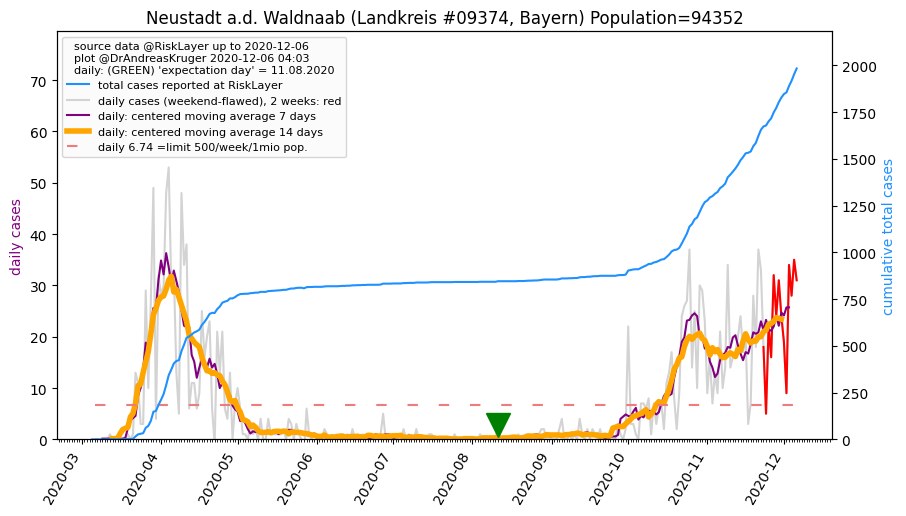 Neustadt a.d. Waldnaab (Landkreis #09374, Bayern) Population=94352
source data @RiskLayer up to 2020-12-06
plot @DrAndreasKruger 2020-12-06 04:03
daily: (GREEN) 'expectation day' = 11.08.2020
total cases reported at RiskLayer
daily cases (weekend-flawed), 2 weeks: red
daily: centered moving average 7 days
daily: centered moving average 14 days
daily 6.74 =limit 500/week/1mio pop.
daily cases
70
60
50
40
30
20
10
0
cumulative total cases
2000
1750
1500
1250
1000
750
500
250
0
2020-03
2020-04
2020-05
2020-06
2020-07
2020-08
2020-09
2020-10
2020-11
2020-12